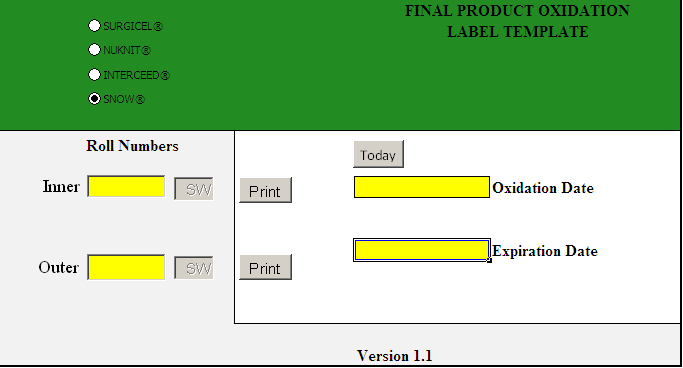 FINAL PRODUCT OXIDATION
LABEL TEMPLATE
SURGICEL®
NUKNIT®
INTERCEED®
SNOW®
Roll Numbers
Today
Inner SW Print Oxidation Date
Expiration Date
Outer SW Print
Version 1.1